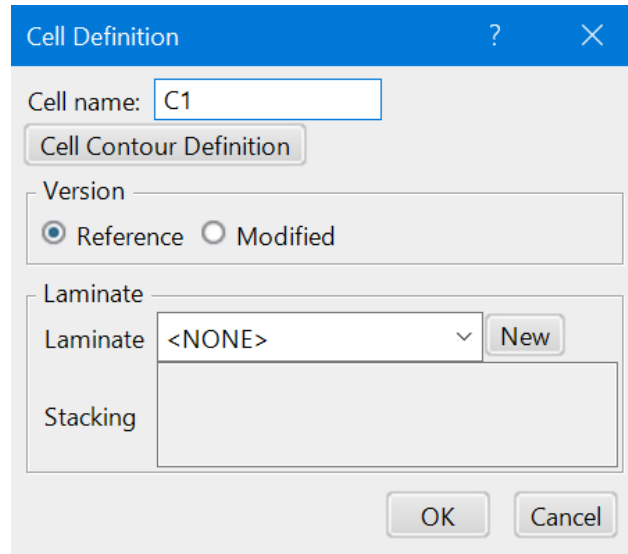 Cell Definition ?
Cell name: C1
Cell Contour Definition
Version
Reference Modified
Laminate
Laminate <NONE> New
Stacking
OK Cancel